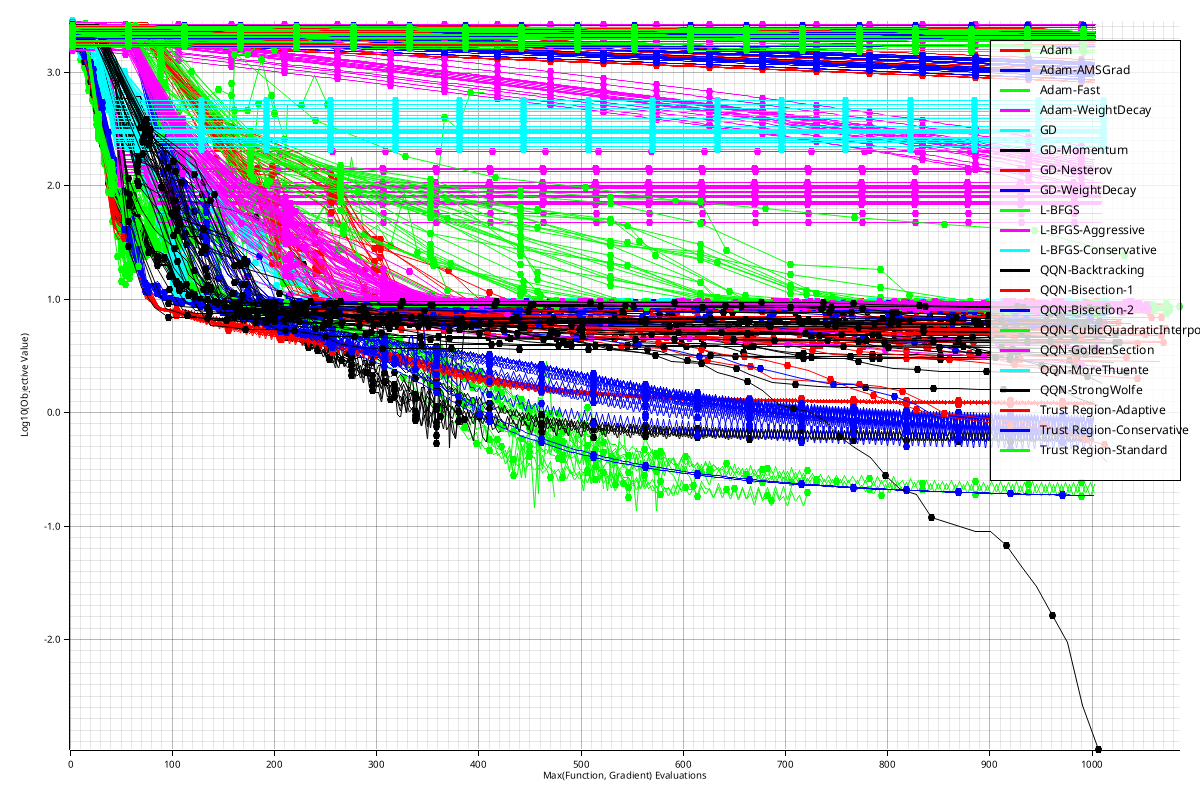 3.0
2.0
1.0
0.0
-1.0
-2.0
Log10(Objective Value)
0
100
200
300
400
500
600
700
800
900
1000
Max(Function, Gradient) Evaluations
Adam
Adam-AMSGrad
Adam-Fast
Adam-WeightDecay
GD
GD-Momentum
GD-Nesterov
GD-WeightDecay
L-BFGS
L-BFGS-Aggressive
L-BFGS-Conservative
QQN-Backtracking
QQN-Bisection-1
QQN-Bisection-2
QQN-CubicQuadraticInterpo
QQN-GoldenSection
QQN-MoreThuente
QQN-StrongWolfe
Trust Region-Adaptive
Trust Region-Conservative
Trust Region-Standard